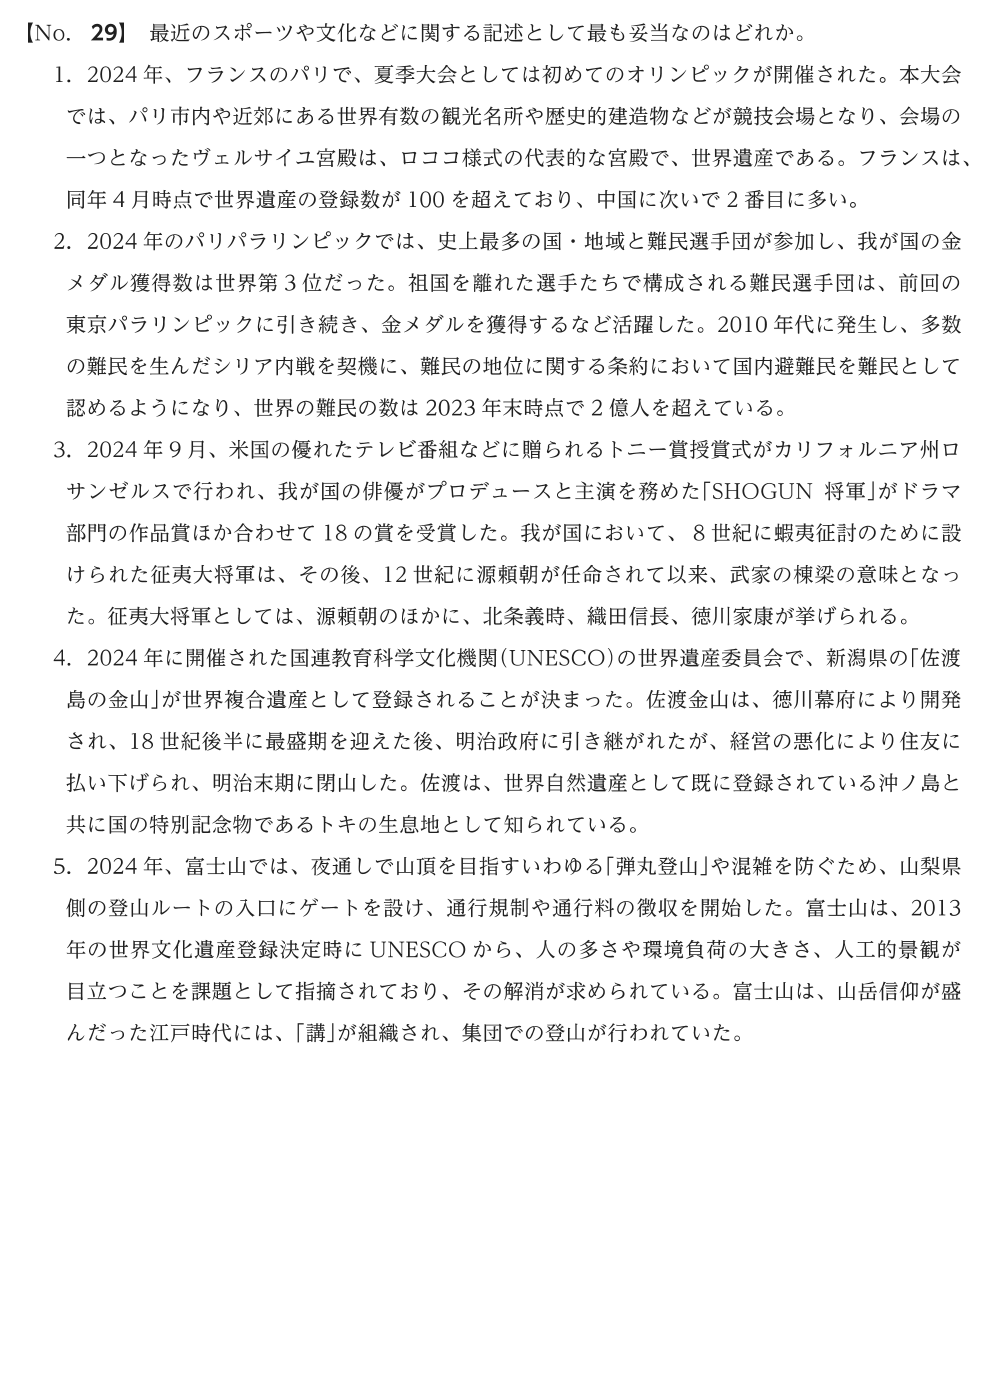 【No. 29】 最近のスポーツや文化などに関する記述として最も妥当なのはどれか。
1. 2024 年、フランスのパリで、夏季大会としては初めてのオリンピックが開催された。本大会
では、パリ市内や近郊にある世界有数の観光名所や歴史的建造物などが競技会場となり、会場の
一つとなったヴェルサイユ宮殿は、ロココ様式の代表的な宮殿で、世界遺産である。フランスは、
同年 4 月時点で世界遺産の登録数が 100 を超えており、中国に次いで 2 番目に多い。
2. 2024 年のパリパラリンピックでは、史上最多の国・地域と難民選手団が参加し、我が国の金
メダル獲得数は世界第 3 位だった。祖国を離れた選手たちで構成される難民選手団は、前回の
東京パラリンピックに引き続き、金メダルを獲得するなど活躍した。2010 年代に発生し、多数
の難民を生んだシリア内戦を契機に、難民の地位に関する条約において国内避難民を難民として
認めるようになり、世界の難民の数は 2023 年末時点で 2 億人を超えている。
3. 2024 年 9 月、米国の優れたテレビ番組などに贈られるトニー賞授賞式がカリフォルニア州ロ
サンゼルスで行われ、我が国の俳優がプロデュースと主演を務めた「SHOGUN 将軍」がドラマ
部門の作品賞ほか合わせて 18 の賞を受賞した。我が国において、8 世紀に蝦夷征討のために設
けられた征夷大将軍は、その後、12 世紀に源頼朝が任命されて以来、武家の棟梁の意味となっ
た。征夷大将軍としては、源頼朝のほかに、北条義時、織田信長、徳川家康が挙げられる。
4. 2024 年に開催された国連教育科学文化機関(UNESCO)の世界遺産委員会で、新潟県の「佐渡
島の金山」が世界複合遺産として登録されることが決まった。佐渡金山は、徳川幕府により開発
され、18 世紀後半に最盛期を迎えた後、明治政府に引き継がれたが、経営の悪化により住友に
払い下げられ、明治末期に閉山した。佐渡は、世界自然遺産として既に登録されている沖ノ島と
共に国の特別記念物であるトキの生息地として知られている。
5. 2024 年、富士山では、夜通しで山頂を目指すいわゆる「弾丸登山」や混雑を防ぐため、山梨県
側の登山ルートの入口にゲートを設け、通行規制や通行料の徴収を開始した。富士山は、2013
年の世界文化遺産登録決定時に UNESCO から、人の多さや環境負荷の大きさ、人工的景観が
目立つことを課題として指摘されており、その解消が求められている。富士山は、山岳信仰が盛
んだった江戸時代には、「講」が組織され、集団での登山が行われていた。